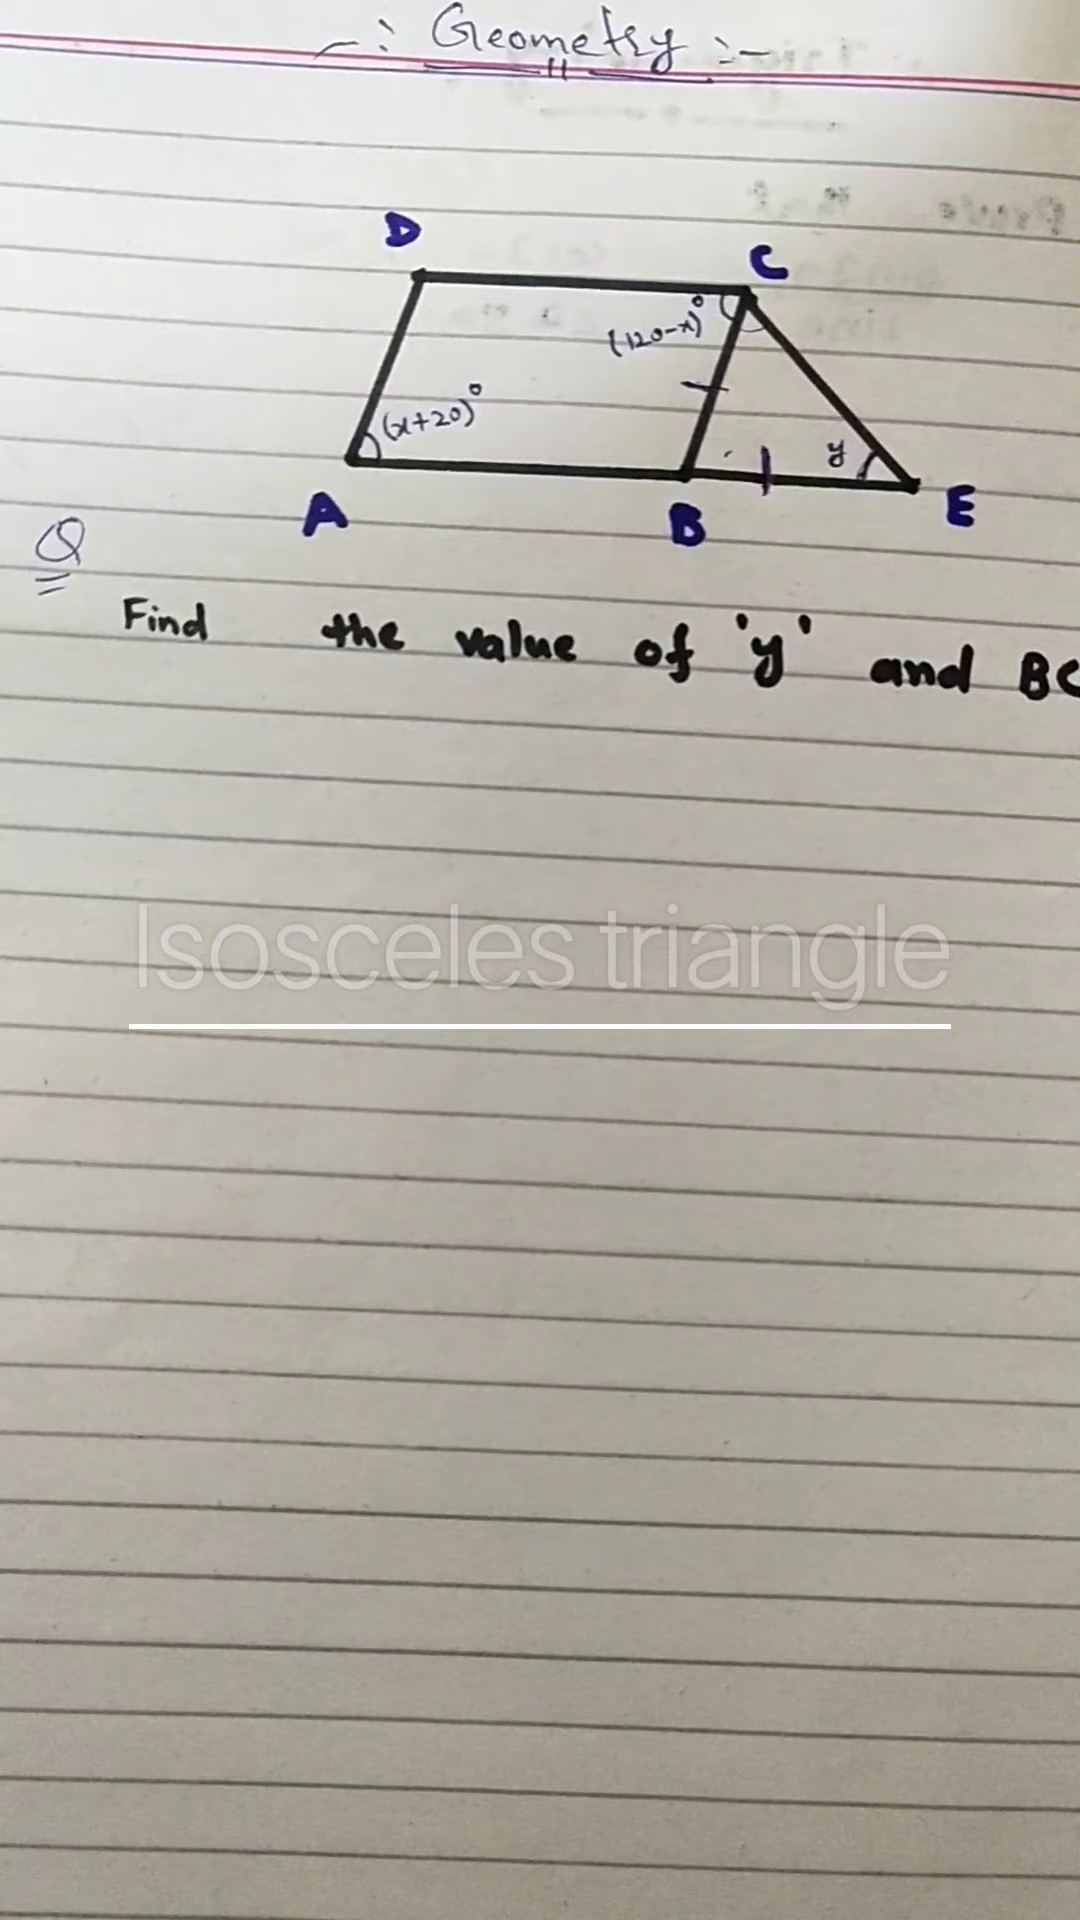 -: Geometry :-
D
C
(120-x)°
(x+20)°
y
A
B
E
Q
Find the value of 'y' and BC
Isosceles triangle